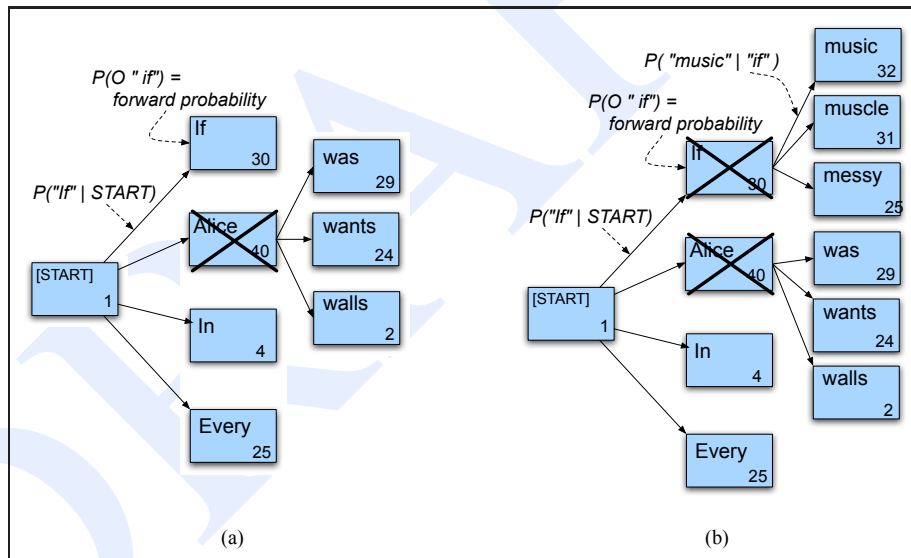 P(O " if") =
forward probability
If
30
P("If" | START)
was
29
Alice
40
wants
24
[START]
1
walls
2
In
4
Every
25
(a)
music
32
P( "music" | "if" )
P(O " if") =
forward probability
muscle
31
If
30
messy
25
P("If" | START)
Alice
40
was
29
[START]
1
wants
24
In
4
walls
2
Every
25
(b)